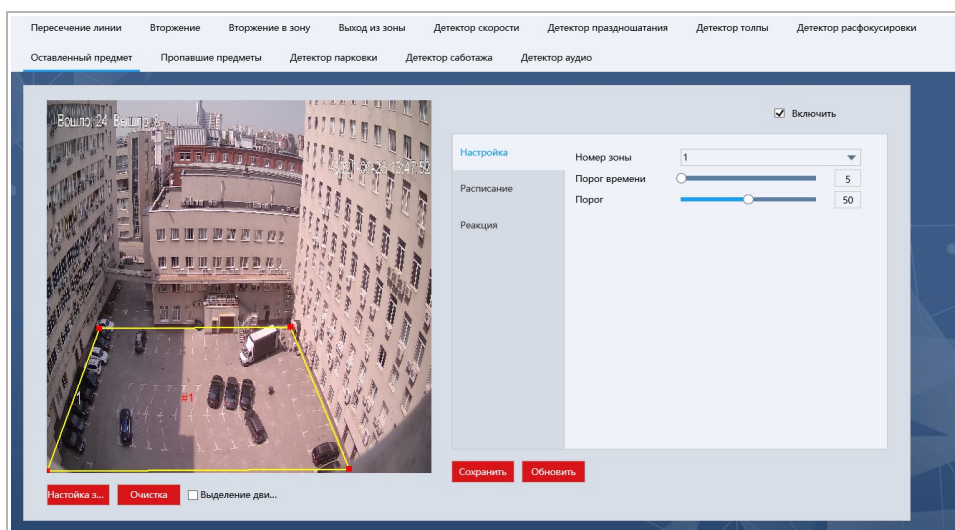 Пересечение линии Вторжение Вторжение в зону Выход из зоны Детектор скорости Детектор праздношатания Детектор толпы Детектор расфокусировки
Оставленный предмет Пропавшие предметы Детектор парковки Детектор саботажа Детектор аудио
Вошло: 24
Включить
Настройка
Номер зоны 1
Порог времени 5
Расписание
Порог 50
Реакция
#1
Сохранить Обновить
Настойка з... Очистка Выделение дви...